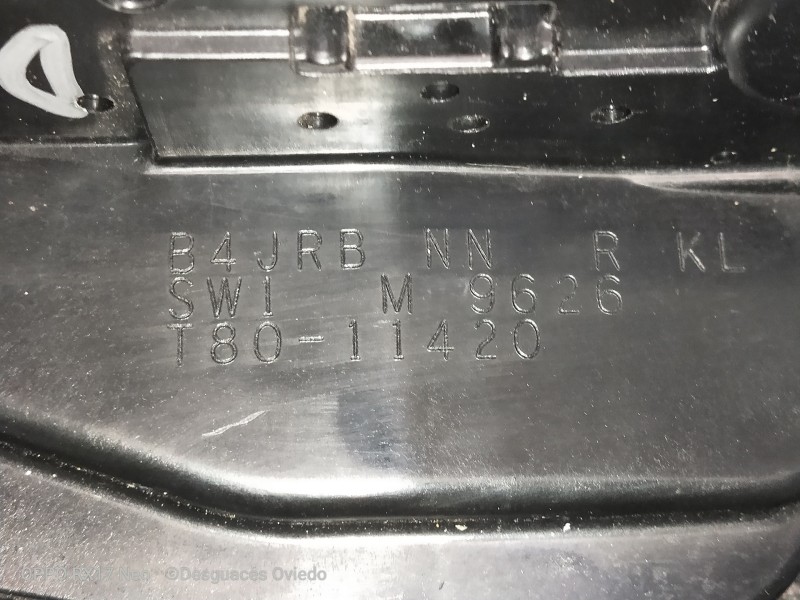 D
B4JRB NN R KL
SW1 M 9626
T80-11420
©Desguaces Oviedo